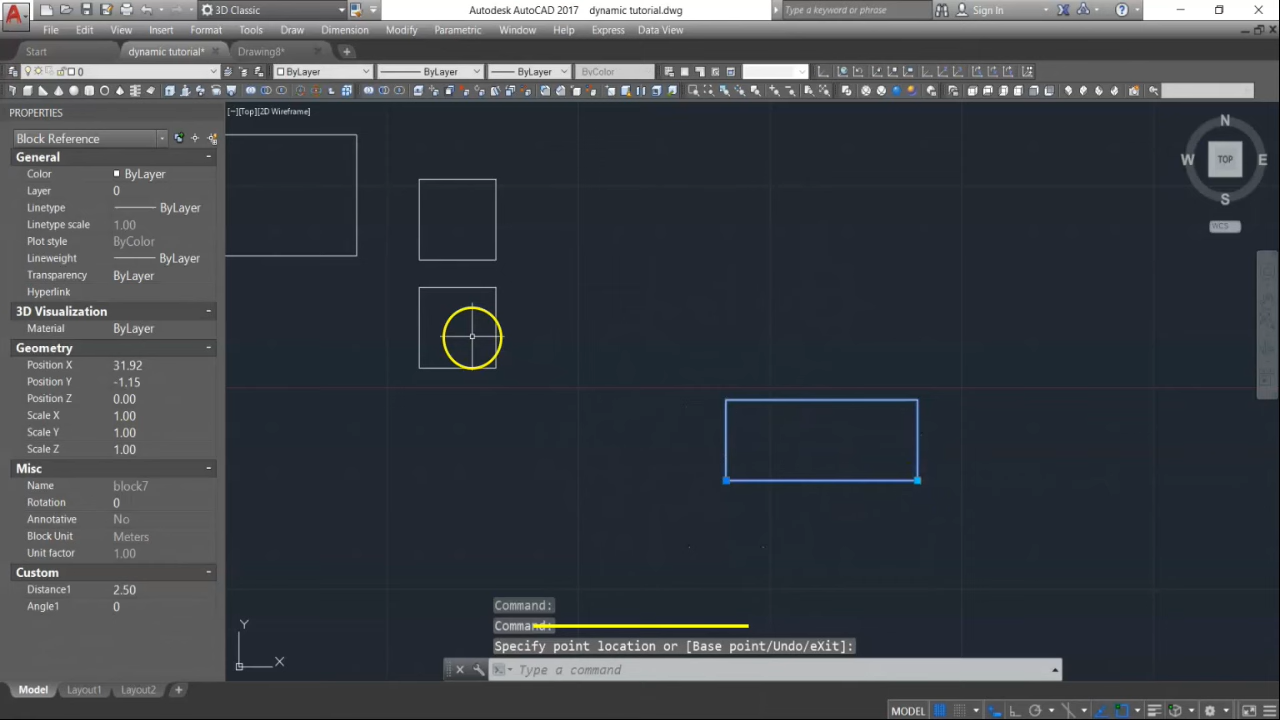 3D Classic
Autodesk AutoCAD 2017 dynamic tutorial.dwg
Type a keyword or phrase
Sign In
File Edit View Insert Format Tools Draw Dimension Modify Parametric Window Help Express Data View
Start dynamic tutorial* Drawing8*
0 ByLayer ByLayer ByLayer ByColor
PROPERTIES
[−][Top][2D Wireframe]
Block Reference
General
Color ByLayer
Layer 0
Linetype ByLayer
Linetype scale 1.00
Plot style ByColor
Lineweight ByLayer
Transparency ByLayer
Hyperlink
3D Visualization
Material ByLayer
Geometry
Position X 31.92
Position Y -1.15
Position Z 0.00
Scale X 1.00
Scale Y 1.00
Scale Z 1.00
Misc
Name block7
Rotation 0
Annotative No
Block Unit Meters
Unit factor 1.00
Custom
Distance1 2.50
Angle1 0
N
W TOP E
S
WCS
Command:
Command:
Specify point location or [Base point/Undo/eXit]:
Type a command
Y
X
Model Layout1 Layout2
MODEL